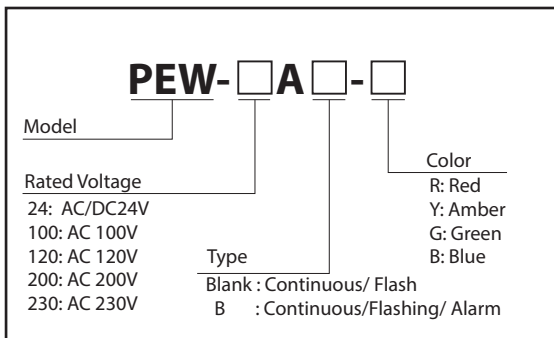 PEW-□A□-□
Model
Rated Voltage
24: AC/DC24V
100: AC 100V
120: AC 120V
200: AC 200V
230: AC 230V
Type
Blank : Continuous/ Flash
B : Continuous/Flashing/ Alarm
Color
R: Red
Y: Amber
G: Green
B: Blue